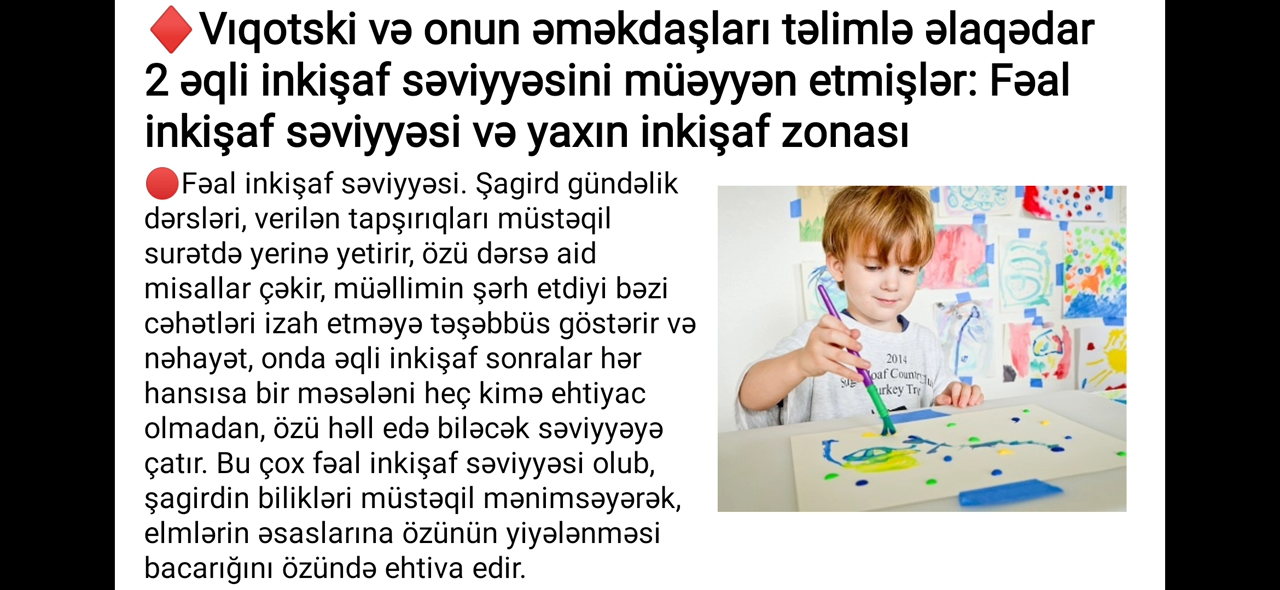 Vıqotski və onun əməkdaşları təlimlə əlaqədar
2 əqli inkişaf səviyyəsini müəyyən etmişlər: Fəal
inkişaf səviyyəsi və yaxın inkişaf zonası
Fəal inkişaf səviyyəsi. Şagird gündəlik
dərsləri, verilən tapşırıqları müstəqil
surətdə yerinə yetirir, özü dərsə aid
misallar çəkir, müəllimin şərh etdiyi bəzi
cəhətləri izah etməyə təşəbbüs göstərir və
nəhayət, onda əqli inkişaf sonralar hər
hansısa bir məsələni heç kimə ehtiyac
olmadan, özü həll edə biləcək səviyyəyə
çatır. Bu çox fəal inkişaf səviyyəsi olub,
şagirdin bilikləri müstəqil mənimsəyərək,
elmlərin əsaslarına özünün yiyələnməsi
bacarığını özündə ehtiva edir.
2014
Country